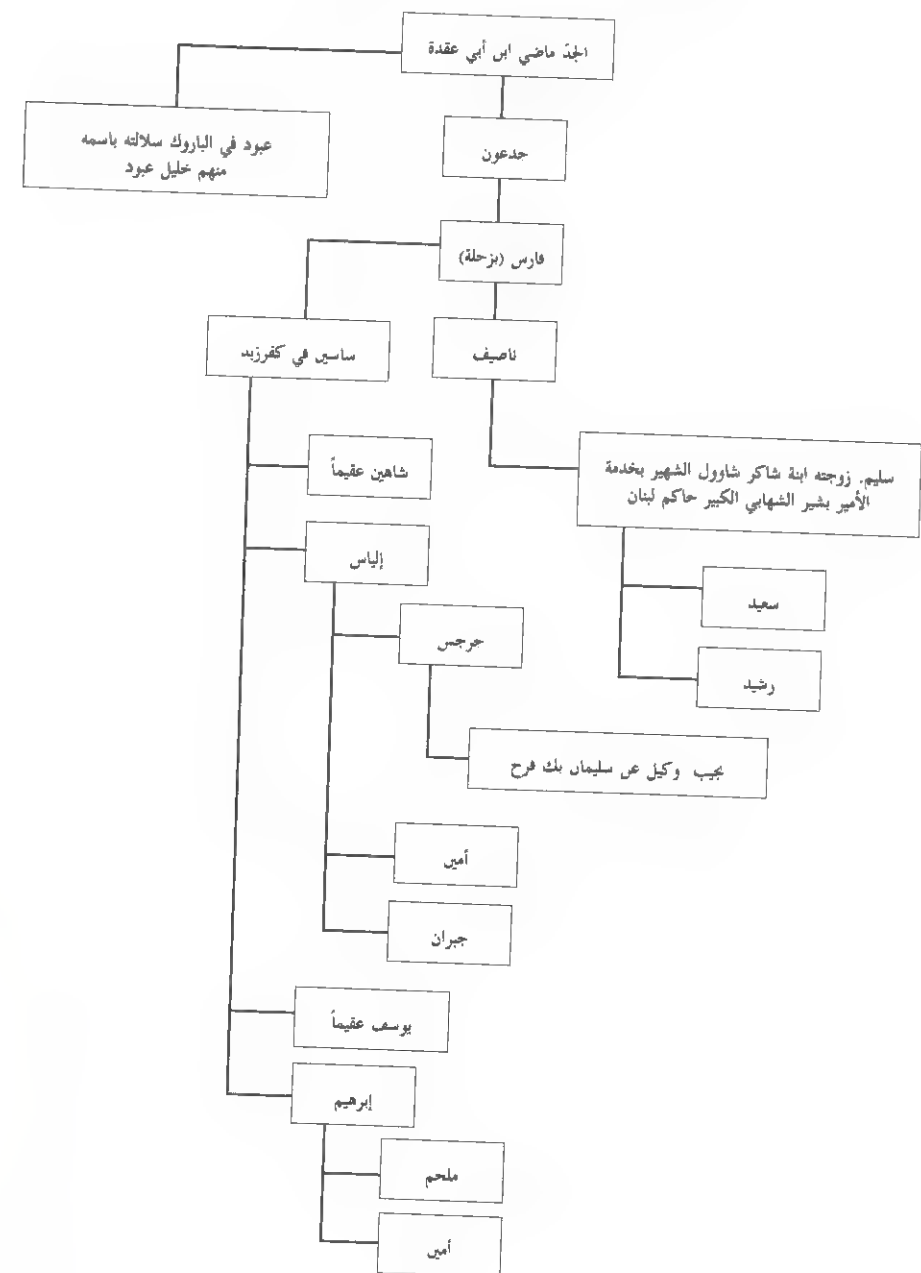 الجدّ ماضي ابن أبي عقدة
عبود في الباروك سلالته باسمه
منهم خليل عبود
جدعون
فارس (بزحلة)
ساسين في كفرزبد
ناصيف
سليم. زوجته ابنة شاكر شاوول الشهير بخدمة
الأمير بشير الشهابي الكبير حاكم لبنان
سعيد
رشيد
شاهين عقيماً
إلياس
جرجس
نجيب وكيل عن سليمان بك فرح
أمين
جبران
يوسف عقيماً
إبرهيم
ملحم
أمين